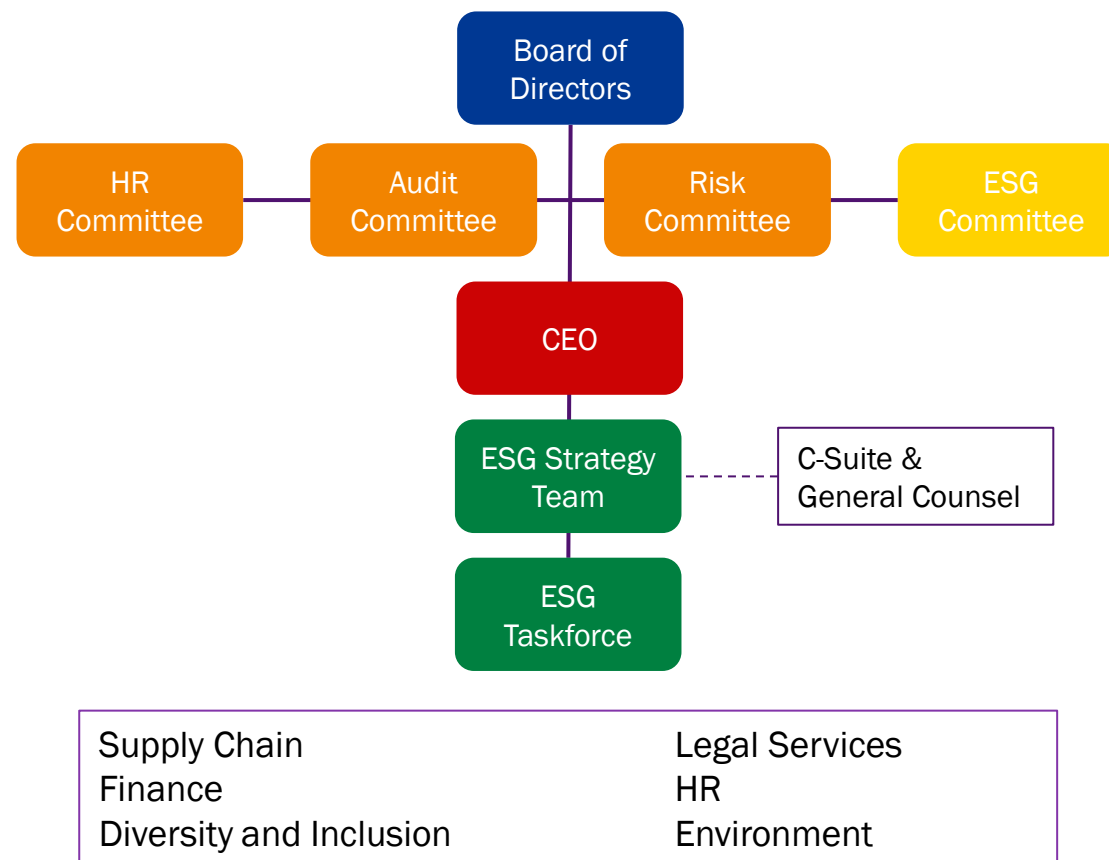 Board of
Directors
HR
Committee
Audit
Committee
Risk
Committee
ESG
Committee
CEO
ESG Strategy
Team
C-Suite &
General Counsel
ESG
Taskforce
Supply Chain
Legal Services
Finance
HR
Diversity and Inclusion
Environment